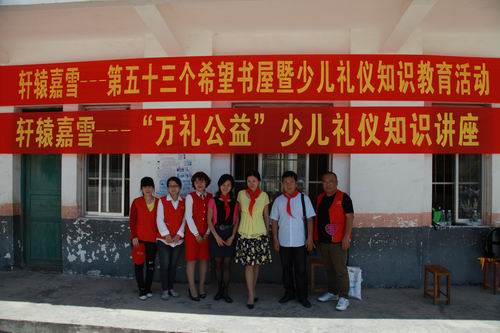 轩辕嘉雪---第五十三个希望书屋暨少儿礼仪知识教育活动
轩辕嘉雪---“万礼公益”少儿礼仪知识讲座